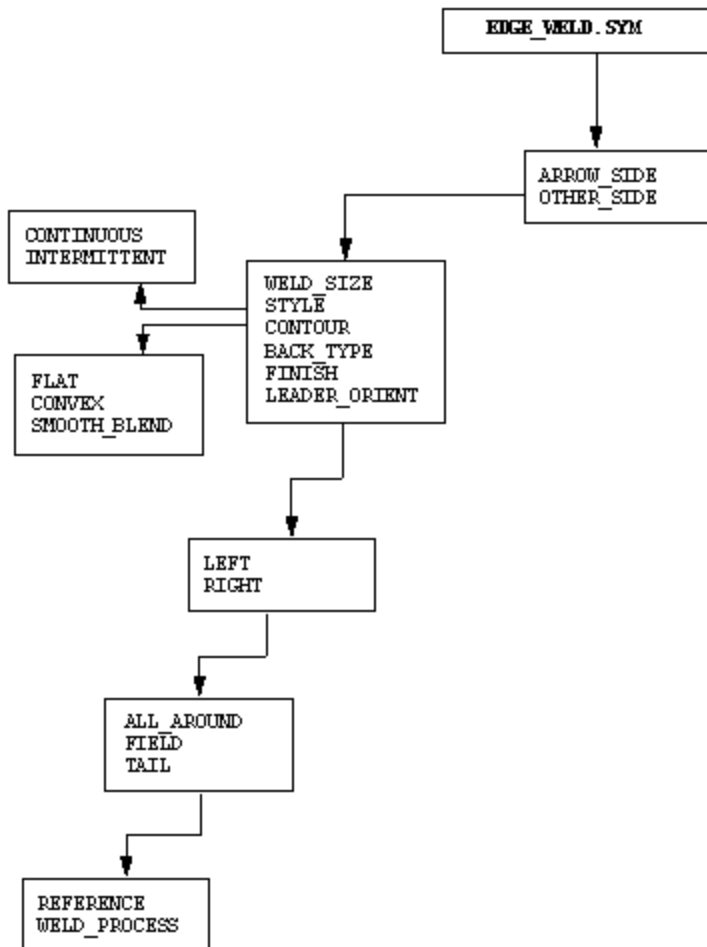 EDGE_WELD.SYM
ARROW_SIDE
OTHER_SIDE
CONTINUOUS
INTERMITTENT
WELD_SIZE
STYLE
CONTOUR
BACK_TYPE
FINISH
LEADER_ORIENT
FLAT
CONVEX
SMOOTH_BLEND
LEFT
RIGHT
ALL_AROUND
FIELD
TAIL
REFERENCE
WELD_PROCESS